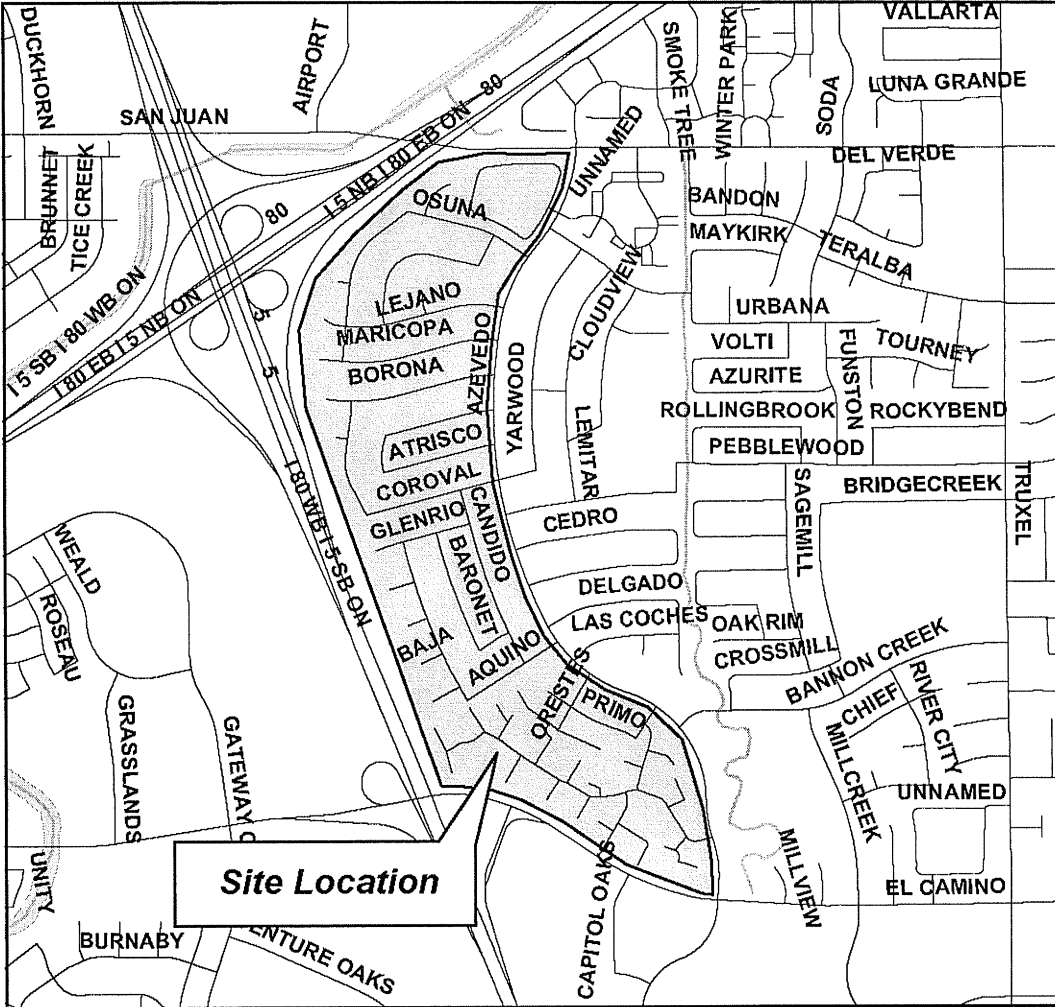 VALLARTA
DUCKHORN
AIRPORT
SMOKE TREE
WINTER PARK
SODA
LUNA GRANDE
SAN JUAN
80
I 5 NB I 80 EB ON
UNNAMED
DEL VERDE
BRUNNET
TICE CREEK
80
OSUNA
BANDON
MAYKIRK
TERALBA
I 5 SB I 80 WB ON
I 80 EB I 5 NB ON
5
5
LEJANO
CLOUDVIEW
URBANA
MARICOPA
AZEVEDO
YARWOOD
VOLTI
FUNSTON
TOURNEY
BORONA
AZURITE
ROLLINGBROOK
ROCKYBEND
ATRISCO
LEMITAR
PEBBLEWOOD
COROVAL
I 80 WB I 5 SB ON
SAGEMILL
BRIDGECREEK
TRUXEL
GLENRIO
CANDIDO
CEDRO
WEALD
BARONET
DELGADO
ROSEAU
LAS COCHES
OAK RIM
BAJA
AQUINO
CROSSMILL
BANNON CREEK
ORESTES
PRIMO
CHIEF
RIVER CITY
GRASSLANDS
GATEWAY O
MILLCREEK
UNNAMED
UNITY
Site Location
CAPITOL OAKS
MILLVIEW
EL CAMINO
BURNABY
ENTURE OAKS